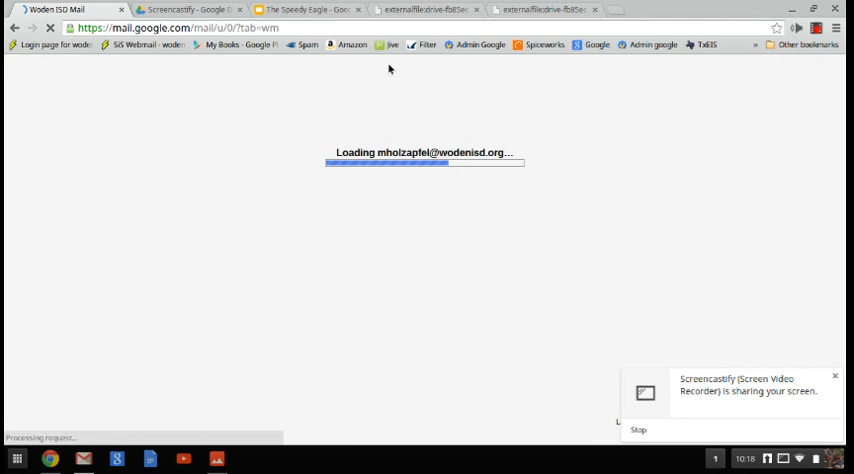 Woden ISD Mail
Screencastify - Google D
The Speedy Eagle - Goo
externalfile:drive-fb85ec
externalfile:drive-fb85ec
https://mail.google.com/mail/u/0/?tab=wm
Login page for woden
SiS Webmail - woden
My Books - Google Pl
Spam
Amazon
Jive
Filter
Admin Google
Spiceworks
Google
Admin google
TxEIS
»
Other bookmarks
Loading mholzapfel@wodenisd.org…
Screencastify (Screen Video
Recorder) is sharing your screen.
L
Stop
Processing request...
1
10:18